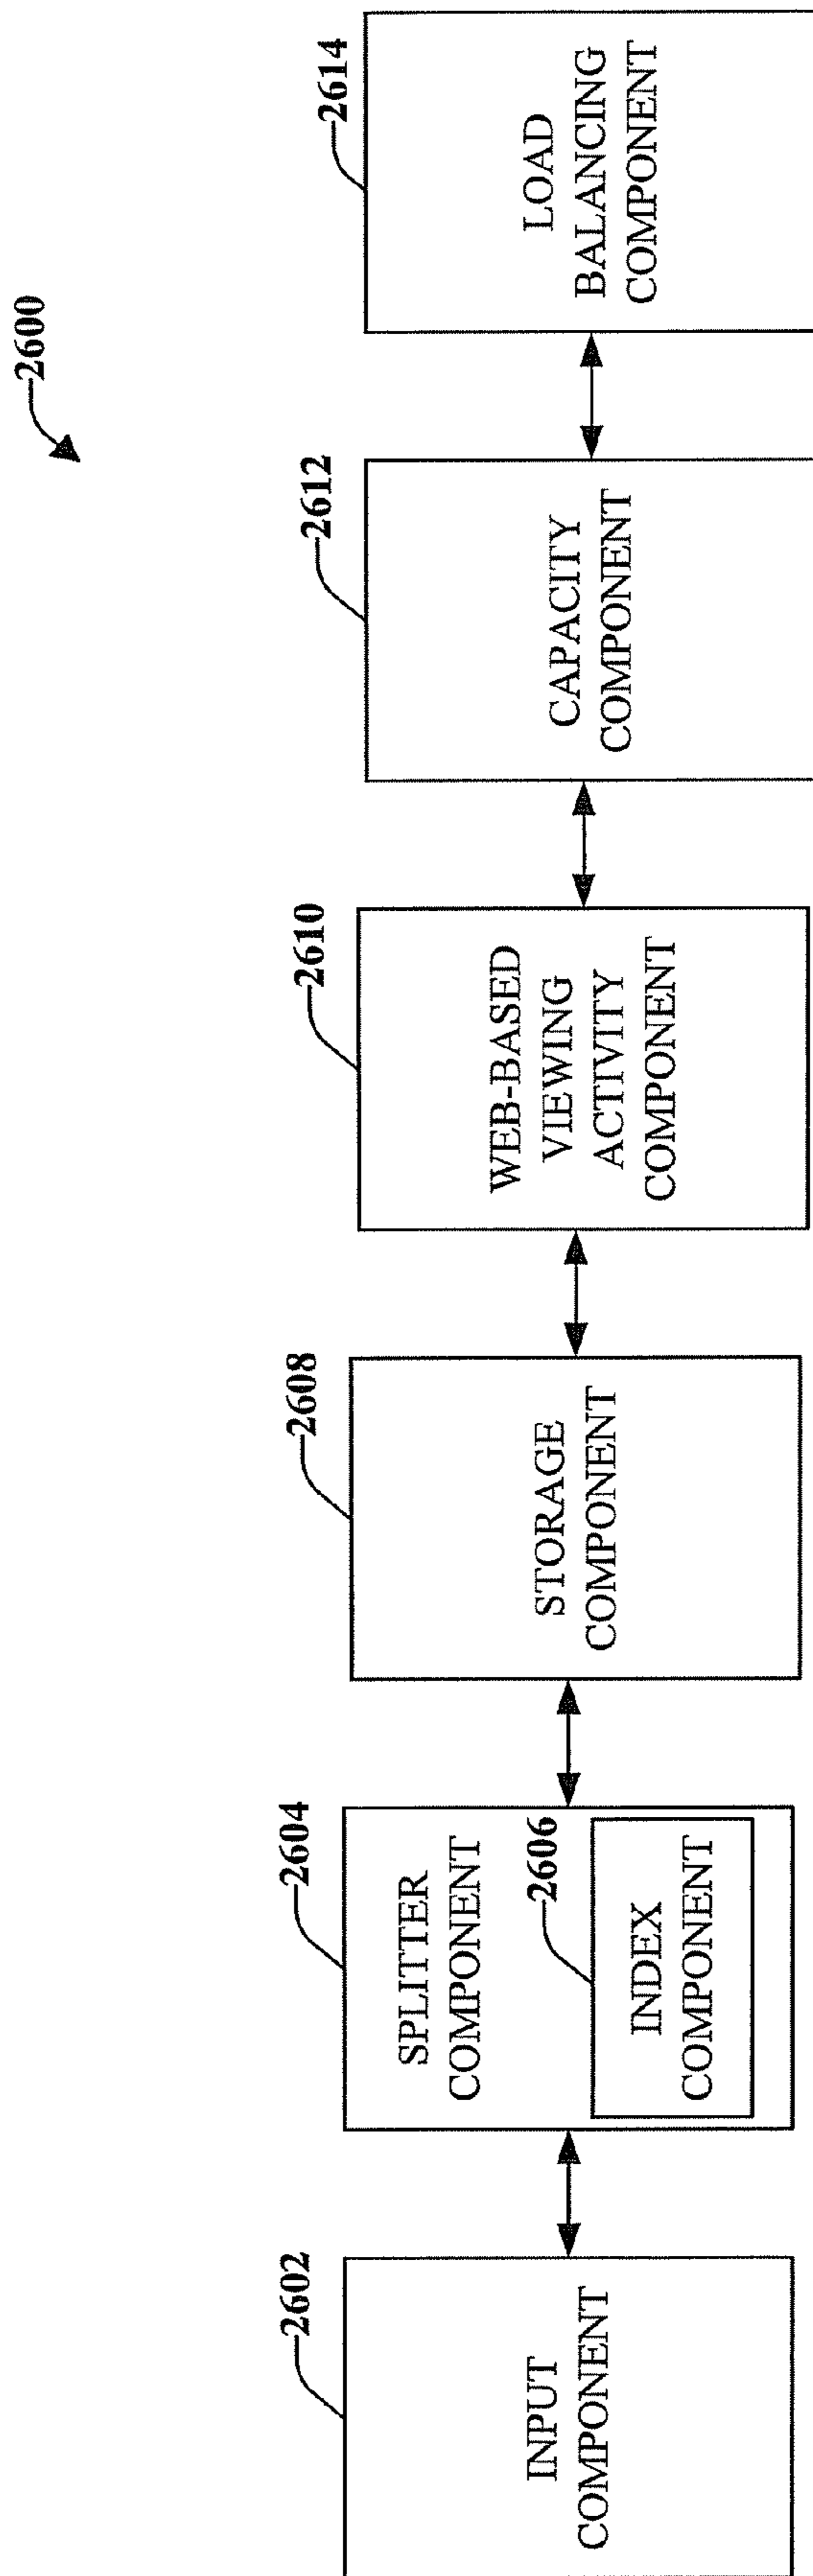 2600
2602
INPUT
COMPONENT
2604
SPLITTER
COMPONENT
2606
INDEX
COMPONENT
2608
STORAGE
COMPONENT
2610
WEB-BASED
VIEWING
ACTIVITY
COMPONENT
2612
CAPACITY
COMPONENT
2614
LOAD
BALANCING
COMPONENT